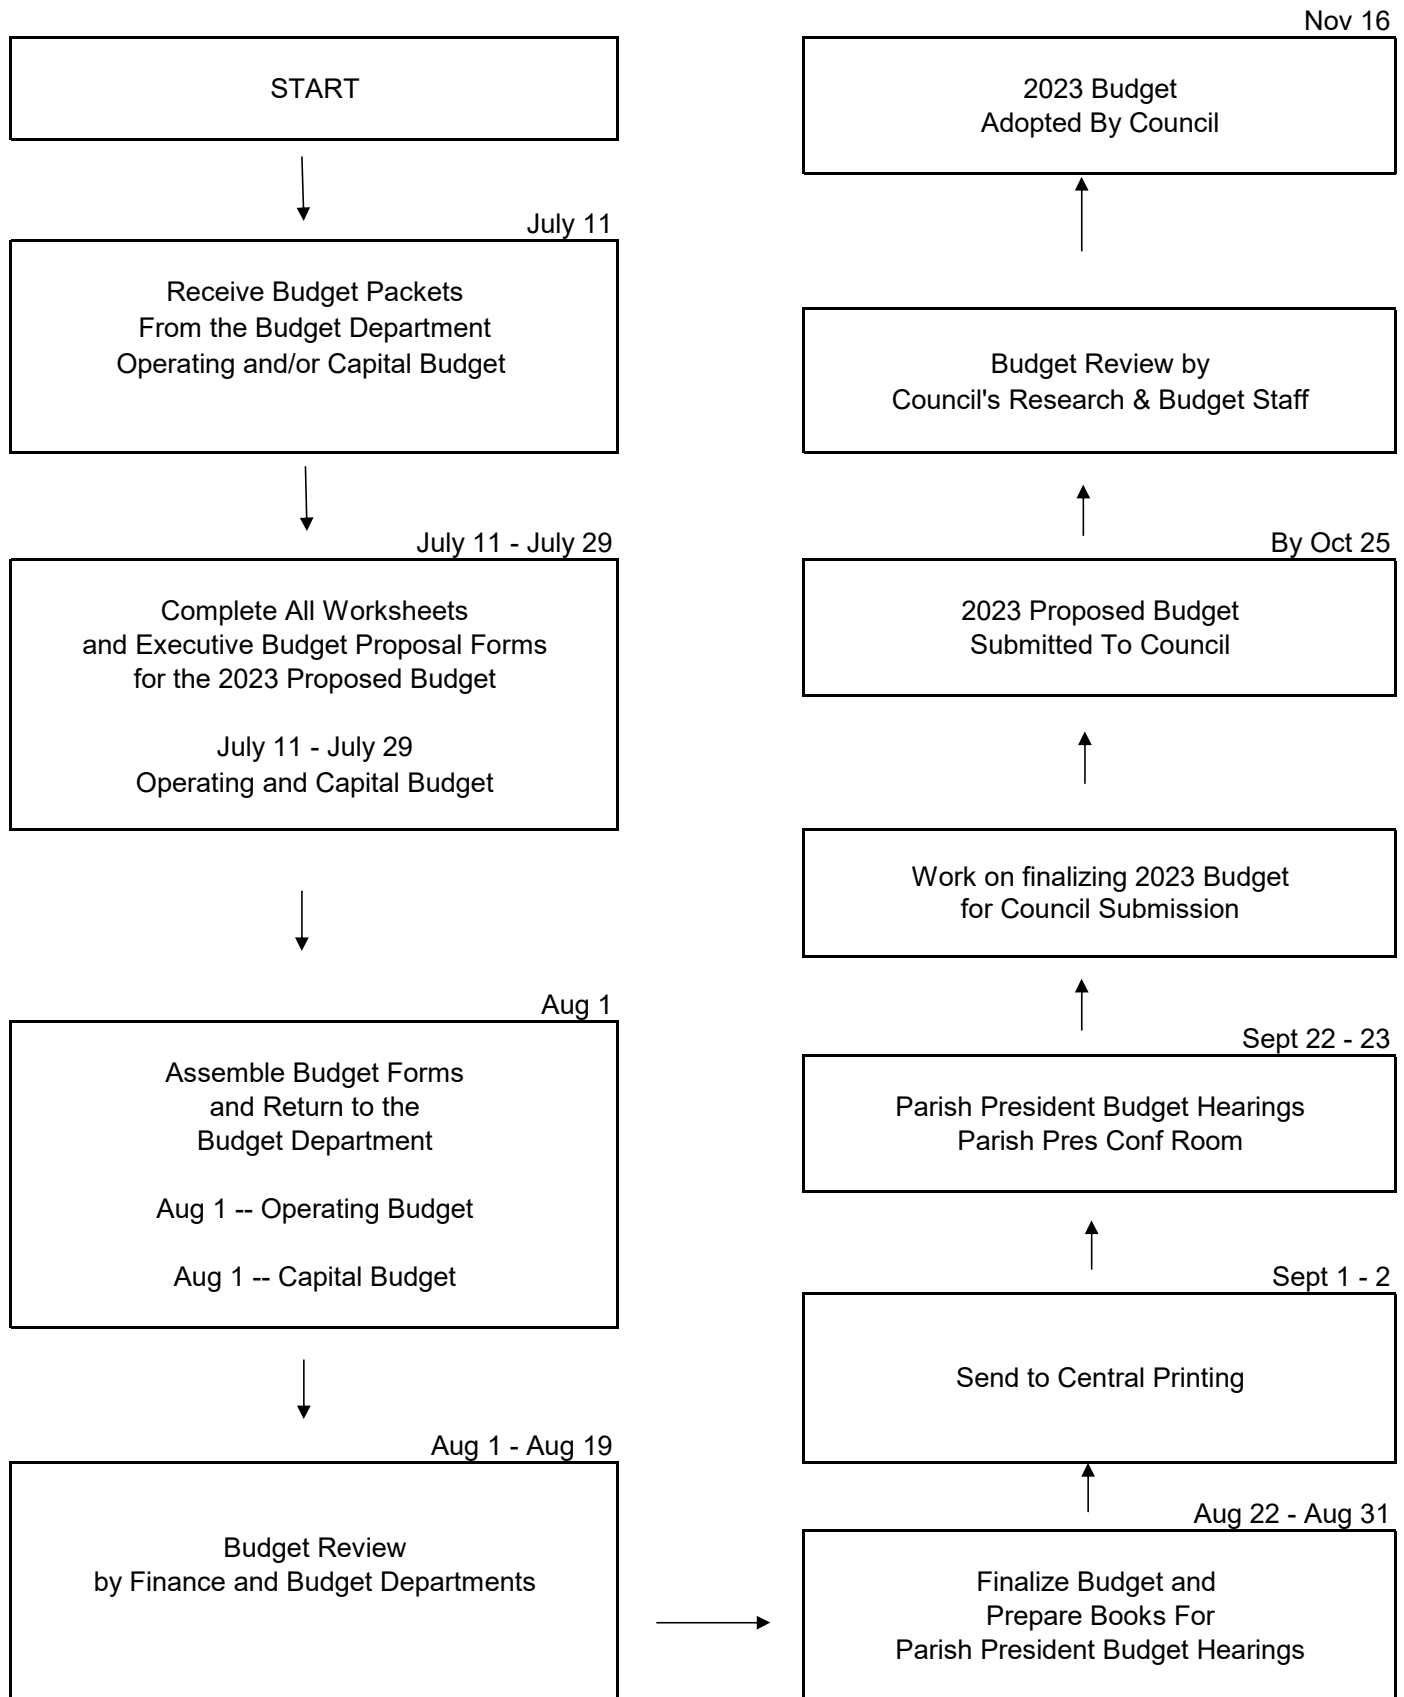 START
July 11
Receive Budget Packets
From the Budget Department
Operating and/or Capital Budget
July 11 - July 29
Complete All Worksheets
and Executive Budget Proposal Forms
for the 2023 Proposed Budget
July 11 - July 29
Operating and Capital Budget
Aug 1
Assemble Budget Forms
and Return to the
Budget Department
Aug 1 -- Operating Budget
Aug 1 -- Capital Budget
Aug 1 - Aug 19
Budget Review
by Finance and Budget Departments
Aug 22 - Aug 31
Finalize Budget and
Prepare Books For
Parish President Budget Hearings
Sept 1 - 2
Send to Central Printing
Sept 22 - 23
Parish President Budget Hearings
Parish Pres Conf Room
Work on finalizing 2023 Budget
for Council Submission
By Oct 25
2023 Proposed Budget
Submitted To Council
Budget Review by
Council's Research & Budget Staff
Nov 16
2023 Budget
Adopted By Council